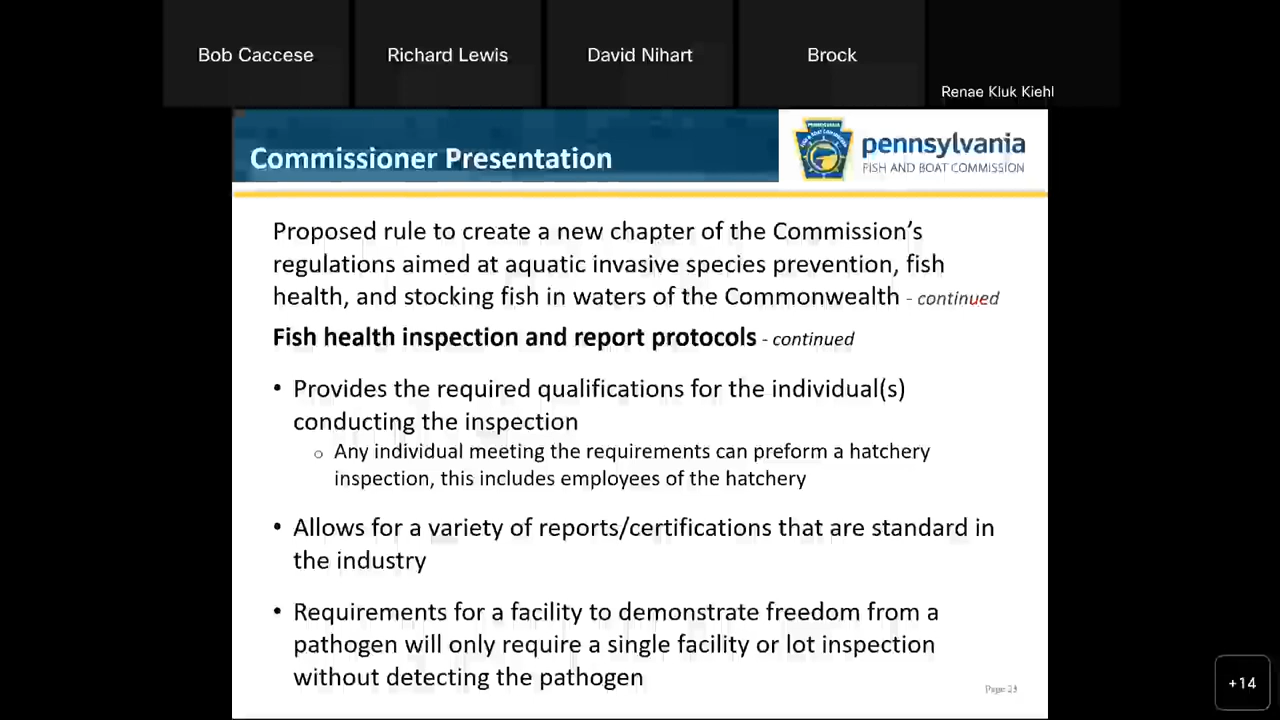 Bob Caccese
Richard Lewis
David Nihart
Brock
Renae Kluk Kiehl
Commissioner Presentation
pennsylvania
FISH AND BOAT COMMISSION
Proposed rule to create a new chapter of the Commission's
regulations aimed at aquatic invasive species prevention, fish
health, and stocking fish in waters of the Commonwealth - continued
Fish health inspection and report protocols - continued
• Provides the required qualifications for the individual(s)
conducting the inspection
o Any individual meeting the requirements can preform a hatchery
inspection, this includes employees of the hatchery
• Allows for a variety of reports/certifications that are standard in
the industry
• Requirements for a facility to demonstrate freedom from a
pathogen will only require a single facility or lot inspection
without detecting the pathogen
Page 23
+14